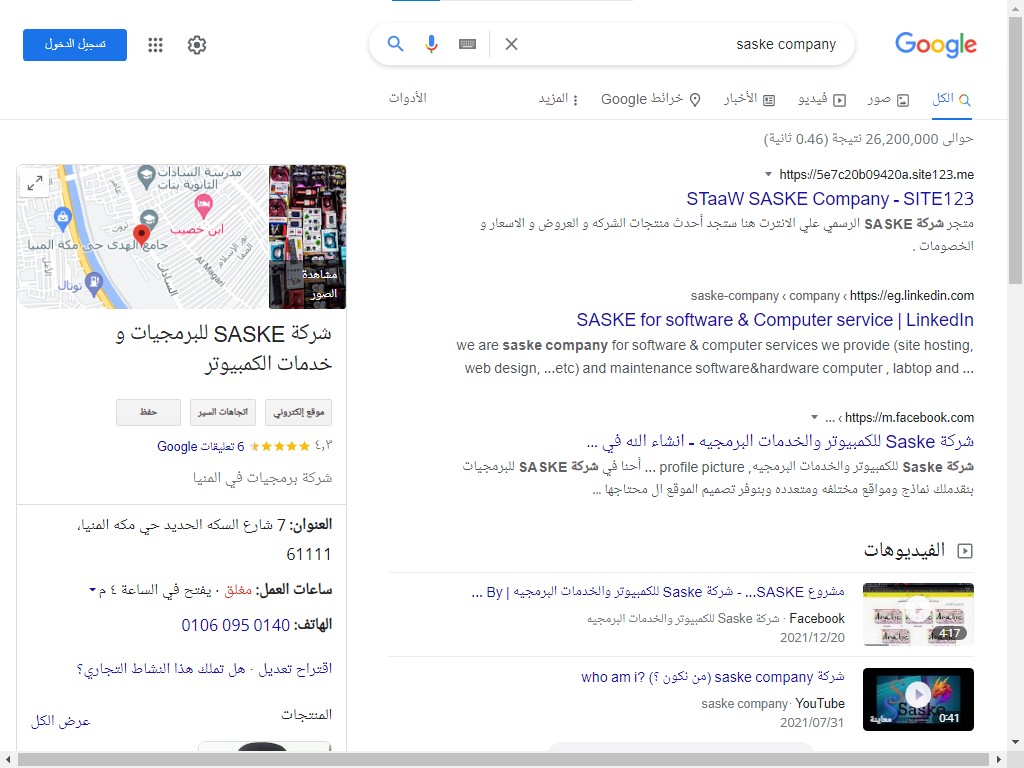 Google
saske company
تسجيل الدخول
الكل
صور
فيديو
الأخبار
خرائط Google
المزيد
الأدوات
حوالى 26,200,000 نتيجة (0.46 ثانية)
https://5e7c20b09420a.site123.me
STaaW SASKE Company - SITE123
متجر شركة SASKE الرسمي علي الانترت هنا ستجد أحدث منتجات الشركه و العروض و الاسعار و
الخصومات .
https://eg.linkedin.com › company › saske-company
SASKE for software & Computer service | LinkedIn
we are saske company for software & computer services we provide (site hosting,
web design, ...etc) and maintenance software&hardware computer , labtop and ...
https://m.facebook.com › ...
شركة Saske للكمبيوتر والخدمات البرمجيه - انشاء الله في ...
شركة Saske للكمبيوتر والخدمات البرمجيه, profile picture ... أحنا في شركة SASKE للبرمجيات
بنقدملك نماذج ومواقع مختلفه ومتعدده وبنوفر تصميم الموقع ال محتاجها ...
الفيديوهات
مشروع SASKE... - شركة Saske للكمبيوتر والخدمات البرمجيه | By ...
Facebook · شركة Saske للكمبيوتر والخدمات البرمجيه
2021/12/20
4:17
شركة saske company (من نكون ؟) who am i?
YouTube · saske company
2021/07/31
Saske
معاينة
0:41
مدرسة السادات
الثانوية بنات
ابن خصيب
جامع الهدى حي مكة المنيا
توتال
السادات
Al Magari
مشاهدة
الصور
شركة SASKE للبرمجيات و
خدمات الكمبيوتر
موقع إلكتروني
اتجاهات السير
حفظ
٤٫٣
6 تعليقات Google
شركة برمجيات في المنيا
العنوان: 7 شارع السكه الحديد حي مكه المنيا،
61111
ساعات العمل: مغلق · يفتح في الساعة ٤ م
الهاتف: 0106 095 0140
اقتراح تعديل · هل تملك هذا النشاط التجاري؟
المنتجات
عرض الكل